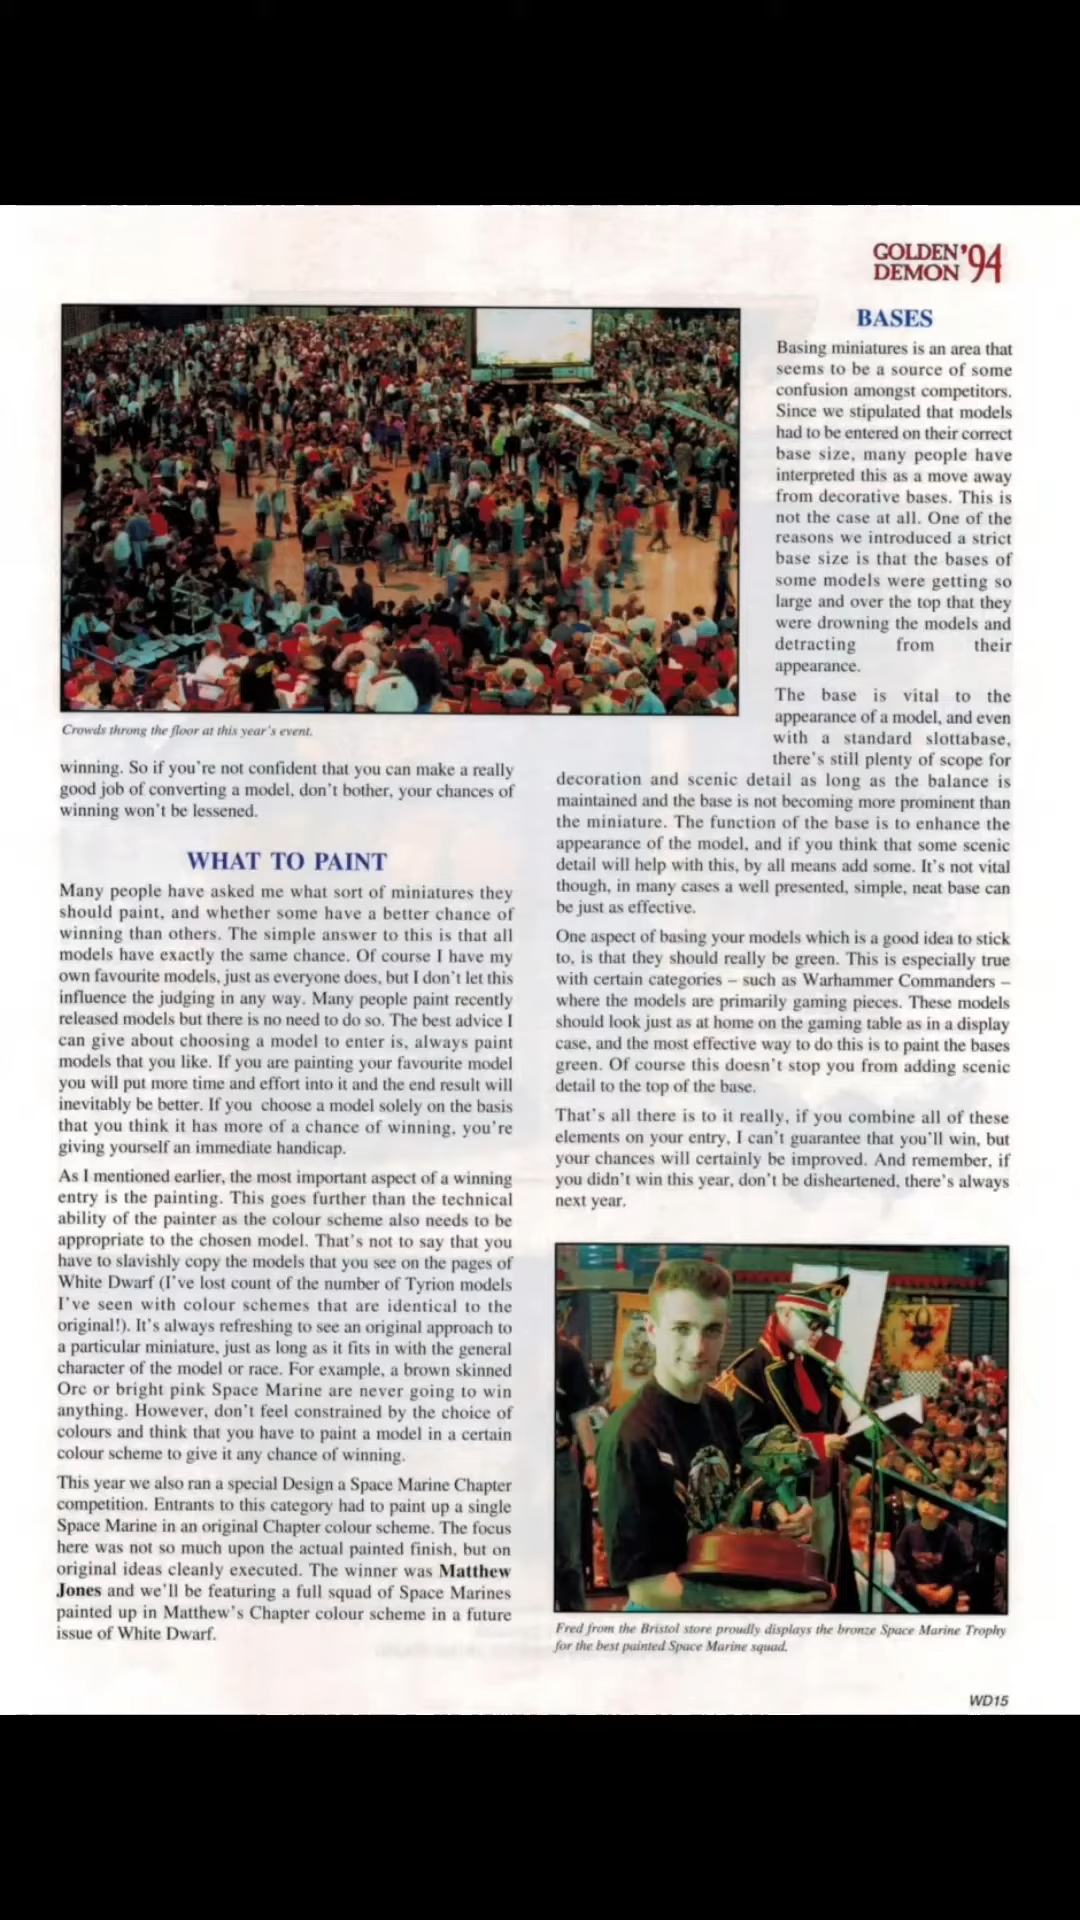 GOLDEN DEMON '94
Crowds throng the floor at this year's event.
winning. So if you're not confident that you can make a really
good job of converting a model, don't bother, your chances of
winning won't be lessened.
WHAT TO PAINT
Many people have asked me what sort of miniatures they
should paint, and whether some have a better chance of
winning than others. The simple answer to this is that all
models have exactly the same chance. Of course I have my
own favourite models, just as everyone does, but I don't let this
influence the judging in any way. Many people paint recently
released models but there is no need to do so. The best advice I
can give about choosing a model to enter is, always paint
models that you like. If you are painting your favourite model
you will put more time and effort into it and the end result will
inevitably be better. If you choose a model solely on the basis
that you think it has more of a chance of winning, you're
giving yourself an immediate handicap.
As I mentioned earlier, the most important aspect of a winning
entry is the painting. This goes further than the technical
ability of the painter as the colour scheme also needs to be
appropriate to the chosen model. That's not to say that you
have to slavishly copy the models that you see on the pages of
White Dwarf (I've lost count of the number of Tyrion models
I've seen with colour schemes that are identical to the
original!). It's always refreshing to see an original approach to
a particular miniature, just as long as it fits in with the general
character of the model or race. For example, a brown skinned
Orc or bright pink Space Marine are never going to win
anything. However, don't feel constrained by the choice of
colours and think that you have to paint a model in a certain
colour scheme to give it any chance of winning.
This year we also ran a special Design a Space Marine Chapter
competition. Entrants to this category had to paint up a single
Space Marine in an original Chapter colour scheme. The focus
here was not so much upon the actual painted finish, but on
original ideas cleanly executed. The winner was Matthew
Jones and we'll be featuring a full squad of Space Marines
painted up in Matthew's Chapter colour scheme in a future
issue of White Dwarf.
BASES
Basing miniatures is an area that
seems to be a source of some
confusion amongst competitors.
Since we stipulated that models
had to be entered on their correct
base size, many people have
interpreted this as a move away
from decorative bases. This is
not the case at all. One of the
reasons we introduced a strict
base size is that the bases of
some models were getting so
large and over the top that they
were drowning the models and
detracting from their
appearance.
The base is vital to the
appearance of a model, and even
with a standard slottabase,
there's still plenty of scope for
decoration and scenic detail as long as the balance is
maintained and the base is not becoming more prominent than
the miniature. The function of the base is to enhance the
appearance of the model, and if you think that some scenic
detail will help with this, by all means add some. It's not vital
though, in many cases a well presented, simple, neat base can
be just as effective.
One aspect of basing your models which is a good idea to stick
to, is that they should really be green. This is especially true
with certain categories – such as Warhammer Commanders –
where the models are primarily gaming pieces. These models
should look just as at home on the gaming table as in a display
case, and the most effective way to do this is to paint the bases
green. Of course this doesn't stop you from adding scenic
detail to the top of the base.
That's all there is to it really, if you combine all of these
elements on your entry, I can't guarantee that you'll win, but
your chances will certainly be improved. And remember, if
you didn't win this year, don't be disheartened, there's always
next year.
Fred from the Bristol store proudly displays the bronze Space Marine Trophy
for the best painted Space Marine squad.
WD15